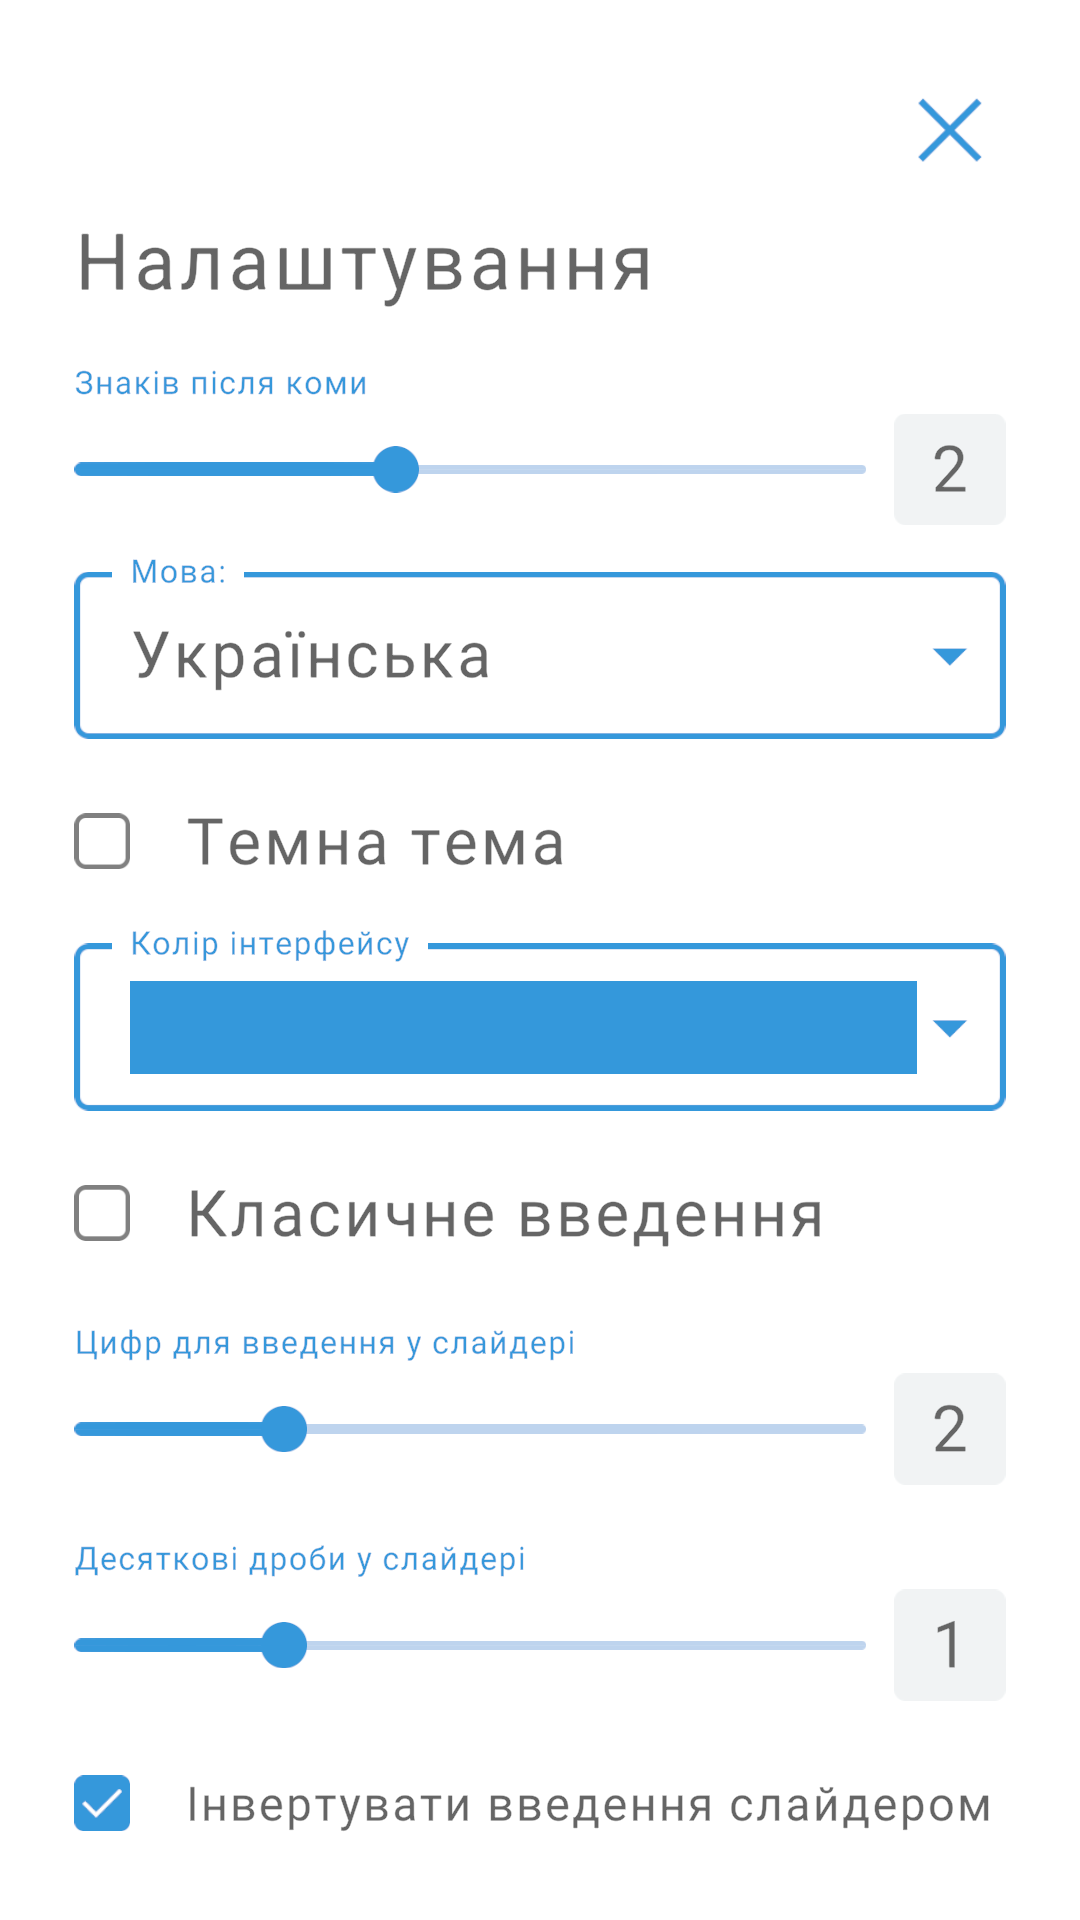 Налаштування
Знаків після коми
2
Мова:
Українська
Темна тема
Колір інтерфейсу
Класичне введення
Цифр для введення у слайдері
2
Десяткові дроби у слайдері
1
Інвертувати введення слайдером